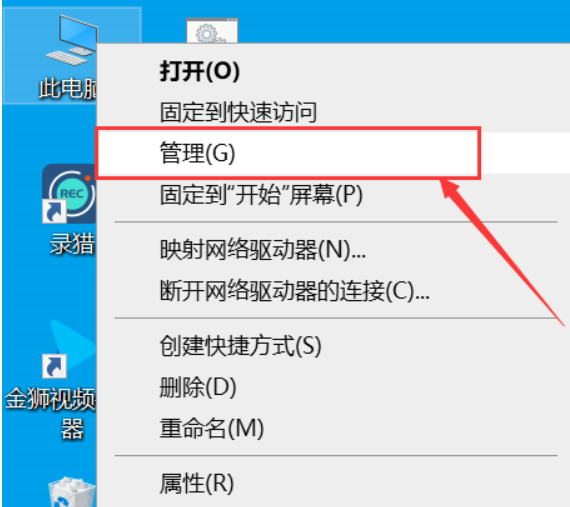 此电脑
打开(O)
固定到快速访问
管理(G)
固定到“开始”屏幕(P)
REC
录猎
映射网络驱动器(N)...
断开网络驱动器的连接(C)...
创建快捷方式(S)
金狮视频
器
删除(D)
重命名(M)
属性(R)